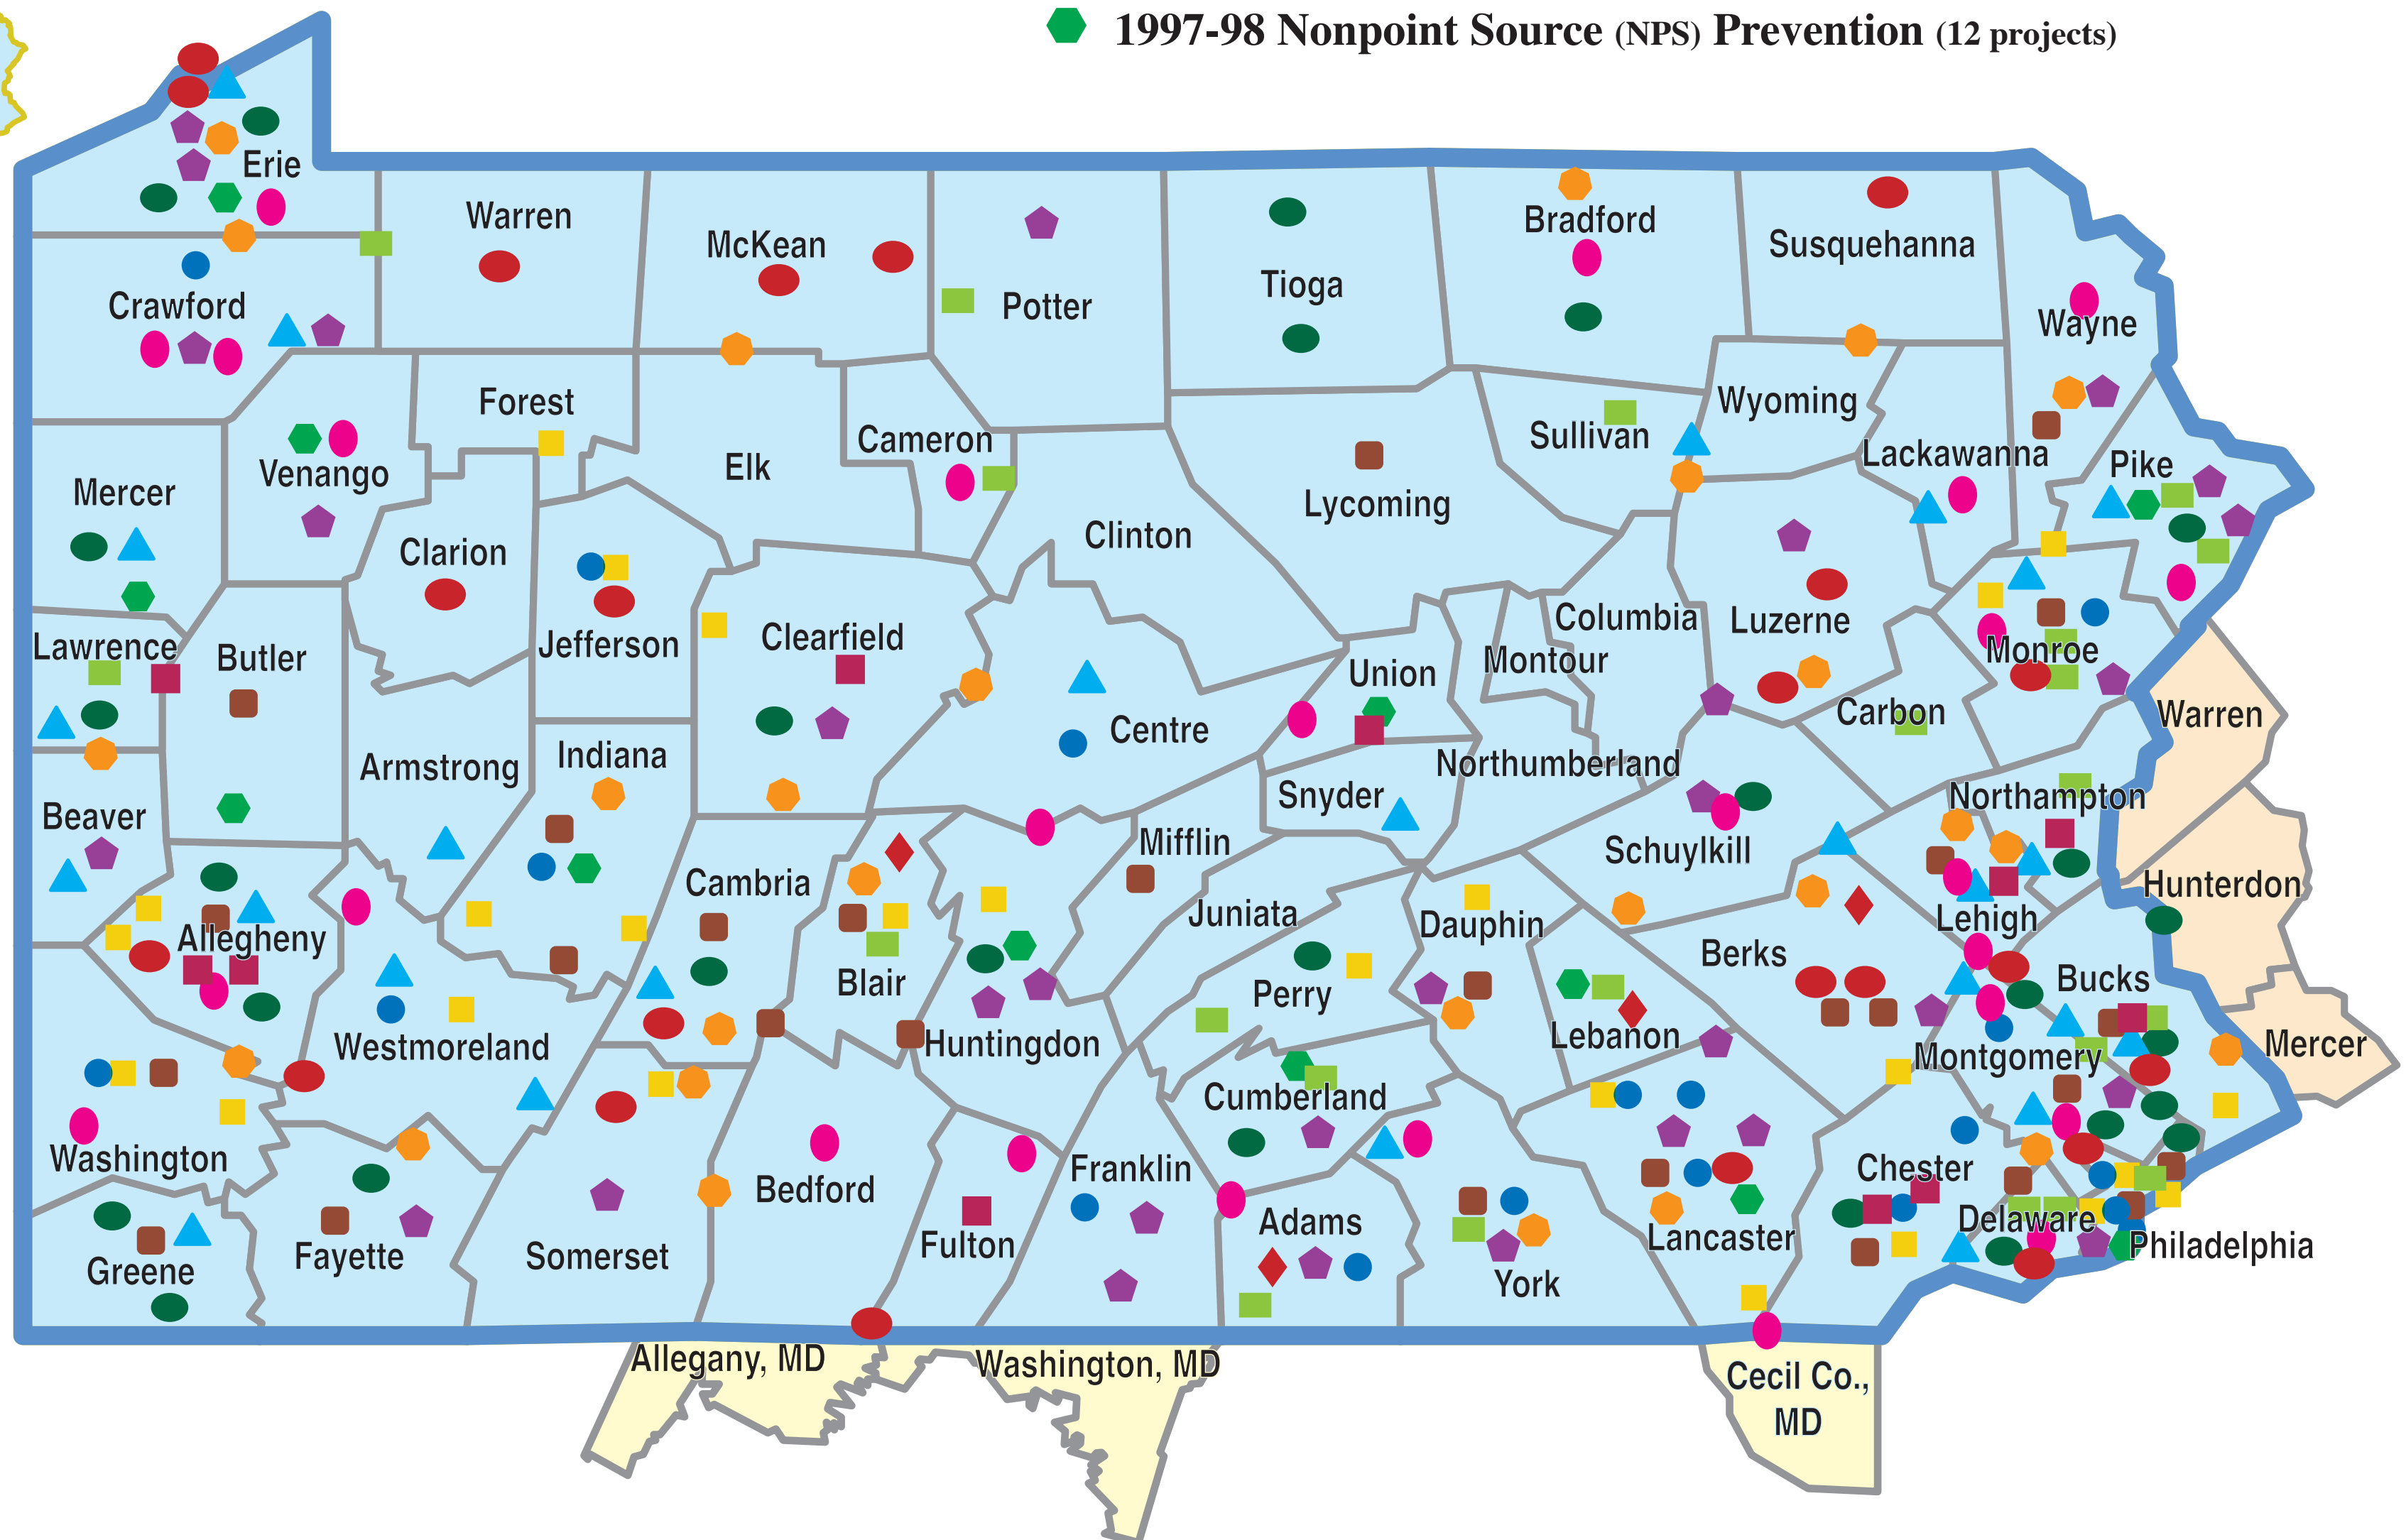 1997-98 Nonpoint Source (NPS) Prevention (12 projects)
Erie
Warren
McKean
Potter
Tioga
Bradford
Susquehanna
Wayne
Crawford
Forest
Cameron
Sullivan
Wyoming
Lackawanna
Pike
Venango
Elk
Mercer
Clarion
Clinton
Lycoming
Columbia
Luzerne
Lawrence
Butler
Jefferson
Clearfield
Union
Montour
Monroe
Carbon
Warren
Armstrong
Indiana
Centre
Northumberland
Beaver
Snyder
Northampton
Mifflin
Schuylkill
Cambria
Hunterdon
Juniata
Dauphin
Lehigh
Allegheny
Blair
Perry
Berks
Bucks
Westmoreland
Huntingdon
Lebanon
Montgomery
Mercer
Cumberland
Washington
Bedford
Franklin
Chester
Adams
Delaware
Greene
Fayette
Somerset
Fulton
York
Lancaster
Philadelphia
Allegany, MD
Washington, MD
Cecil Co.,
MD